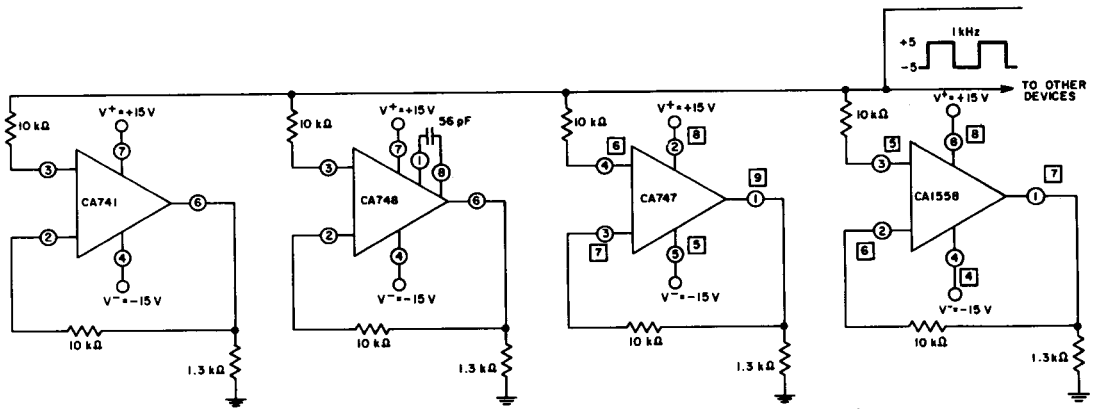 +5
-5
1 kHz
TO OTHER
DEVICES
10 kΩ
V+=+15 V
7
3
CA741
6
2
4
V-=-15 V
10 kΩ
1.3 kΩ
10 kΩ
V+=+15 V
56 pF
7
1
8
3
CA748
6
2
4
V-=-15 V
10 kΩ
1.3 kΩ
10 kΩ
V+=+15 V
2
8
6
4
CA747
9
1
3
7
5
5
V-=-15 V
10 kΩ
1.3 kΩ
10 kΩ
V+=+15 V
8
8
5
3
CA1558
7
1
2
6
4
4
V-=-15 V
10 kΩ
1.3 kΩ